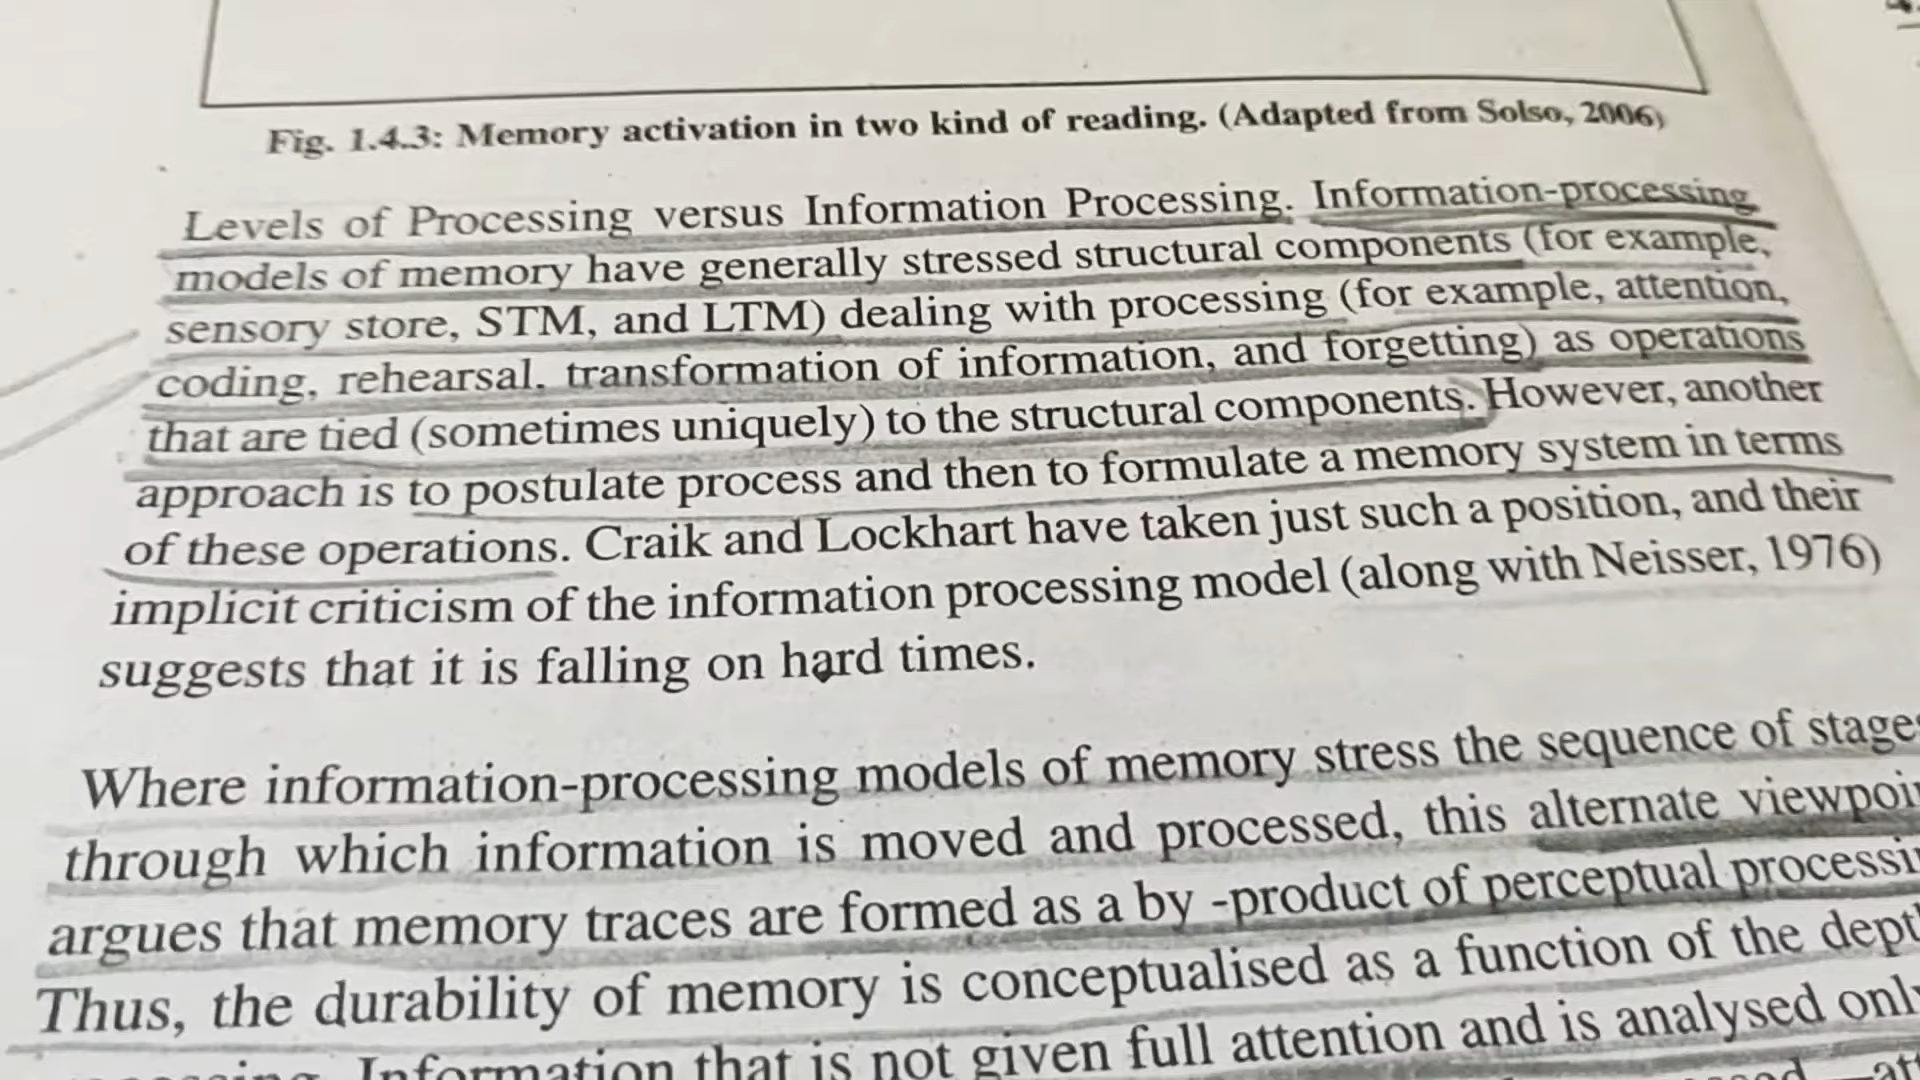 Fig. 1.4.3: Memory activation in two kind of reading. (Adapted from Solso, 2006)
Levels of Processing versus Information Processing. Information-processing
models of memory have generally stressed structural components (for example,
sensory store, STM, and LTM) dealing with processing (for example, attention,
coding, rehearsal. transformation of information, and forgetting) as operations
that are tied (sometimes uniquely) to the structural components. However, another
approach is to postulate process and then to formulate a memory system in terms
of these operations. Craik and Lockhart have taken just such a position, and their
implicit criticism of the information processing model (along with Neisser, 1976)
suggests that it is falling on hard times.
Where information-processing models of memory stress the sequence of stage
through which information is moved and processed, this alternate
argues that memory traces are formed as a by -product of perceptual
Thus, the durability of memory is conceptualised as a function of the
Information that is not given full attention and is analysed